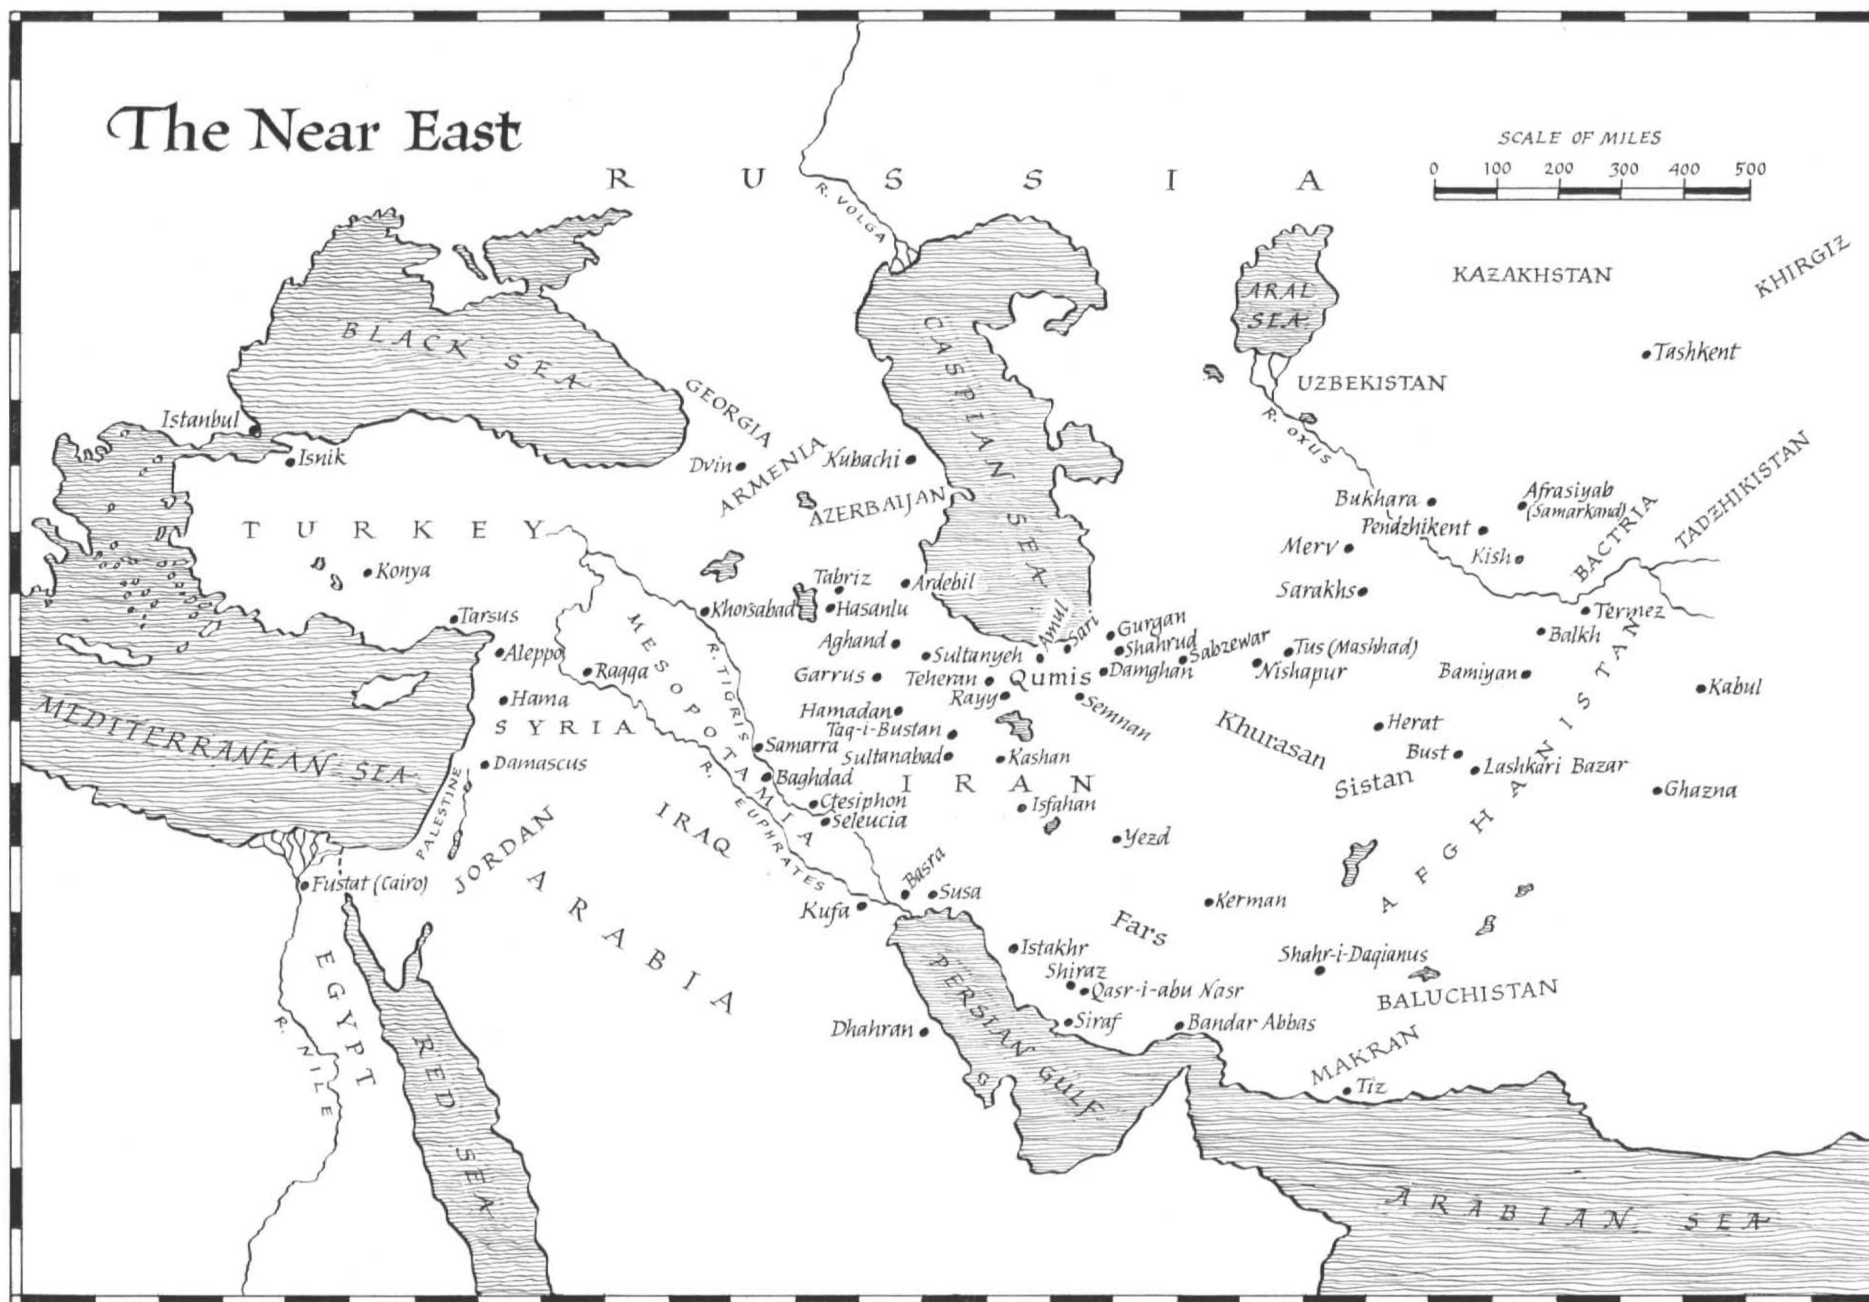 The Near East
SCALE OF MILES
0 100 200 300 400 500
R U S S I A
R. VOLGA
KAZAKHSTAN
KHIRGIZ
ARAL
SEA
BLACK SEA
CASPIAN SEA
Tashkent
UZBEKISTAN
GEORGIA
R. OXUS
Istanbul
Isnik
Dvin
ARMENIA
Kubachi
AZERBAIJAN
Bukhara
Afrasiyab
(Samarkand)
Pendzhikent
BACTRIA
TADZHIKISTAN
TURKEY
Merv
Kish
Konya
Tabriz
Ardebil
Sarakhs
Khorsabad
Hasanlu
Termez
Tarsus
MESOPOTAMIA
R. TIGRIS
Aghand
Amul
Sari
Gurgan
Shahrud
Sabzewar
Balkh
Aleppo
Sultanyeh
Tus (Mashhad)
Raqqa
Garrus
Teheran
Qumis
Damghan
Nishapur
Bamiyan
Kabul
Hama
Rayy
Semnan
Hamadan
MEDITERRANEAN SEA
SYRIA
Taq-i-Bustan
Khurasan
Herat
AFGHANISTAN
Samarra
Sultanabad
Kashan
Bust
Damascus
Baghdad
IRAN
Sistan
Lashkari Bazar
Ghazna
PALESTINE
Ctesiphon
Isfahan
Seleucia
IRAQ
R. EUPHRATES
JORDAN
Yezd
Fustat (Cairo)
ARABIA
Basra
Susa
Kufa
Kerman
Fars
EGYPT
Istakhr
Shahr-i-Daqianus
Shiraz
Qasr-i-abu Nasr
BALUCHISTAN
PERSIAN GULF
Dhahran
Siraf
Bandar Abbas
R. NILE
RED SEA
MAKRAN
Tiz
ARABIAN SEA